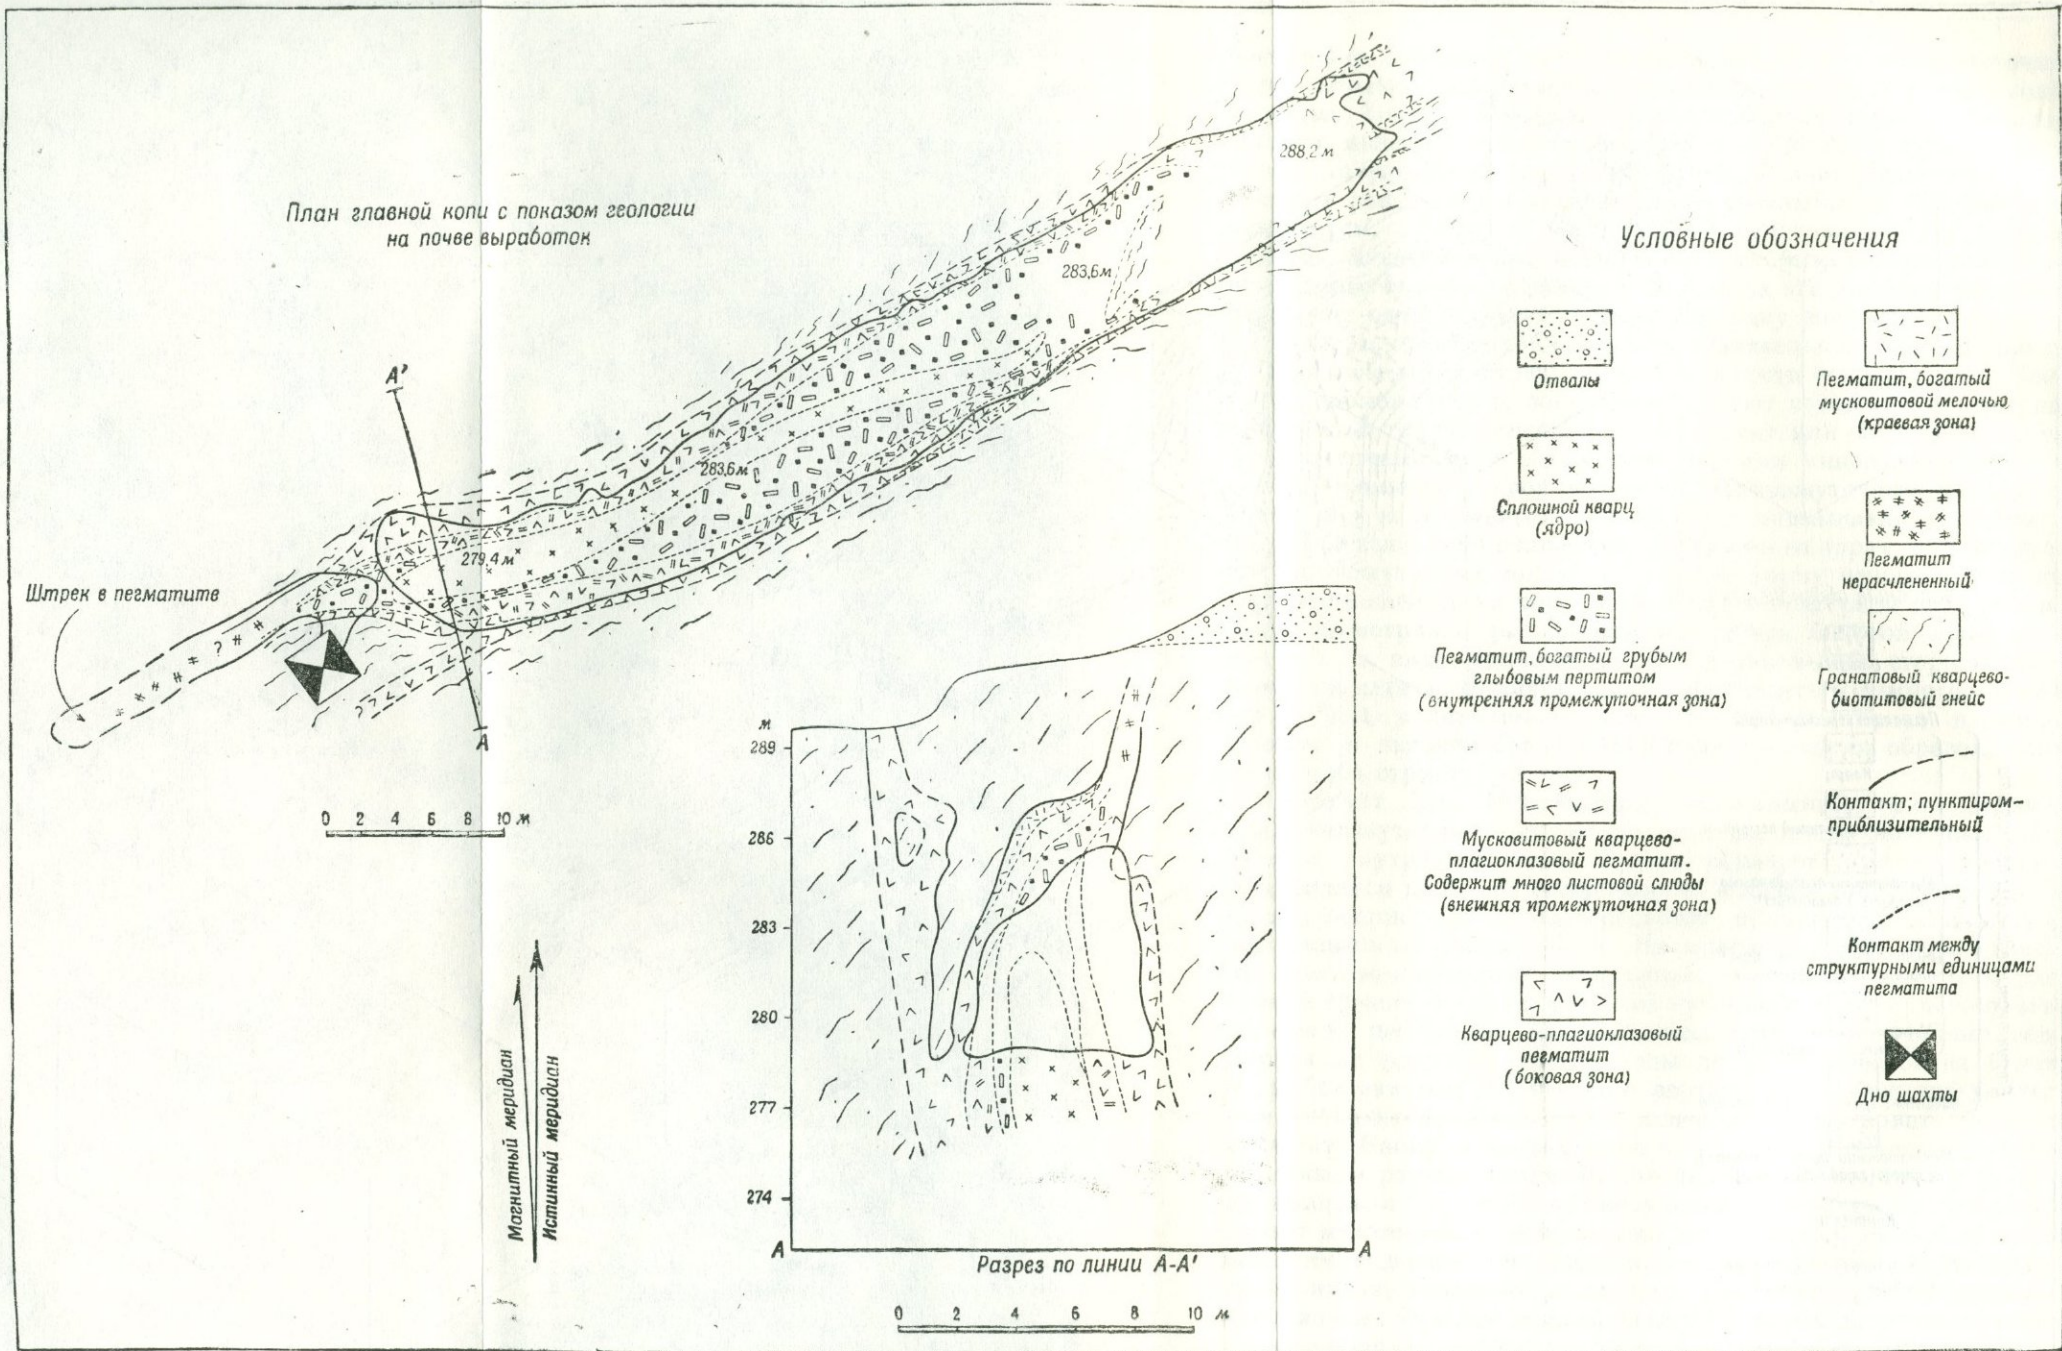 План главной копи с показом геологии
на почве выработок
288,2 м
283,6 м
283,6 м
279,4 м
A'
A
Штрек в пегматите
?
0 2 4 6 8 10 м
Магнитный меридиан
Истинный меридиан
м
289
286
283
280
277
274
A
A
Разрез по линии A-A'
0 2 4 6 8 10 м
Условные обозначения
Отвалы
Сплошной кварц
(ядро)
Пегматит, богатый грубым
глыбовым пертитом
(внутренняя промежуточная зона)
Мусковитовый кварцево-
плагиоклазовый пегматит.
Содержит много листовой слюды
(внешняя промежуточная зона)
Кварцево-плагиоклазовый
пегматит
(боковая зона)
Пегматит, богатый
мусковитовой мелочью
(краевая зона)
Пегматит
нерасчлененный
Гранатовый кварцево-
биотитовый гнейс
Контакт; пунктиром-
приблизительный
Контакт между
структурными единицами
пегматита
Дно шахты